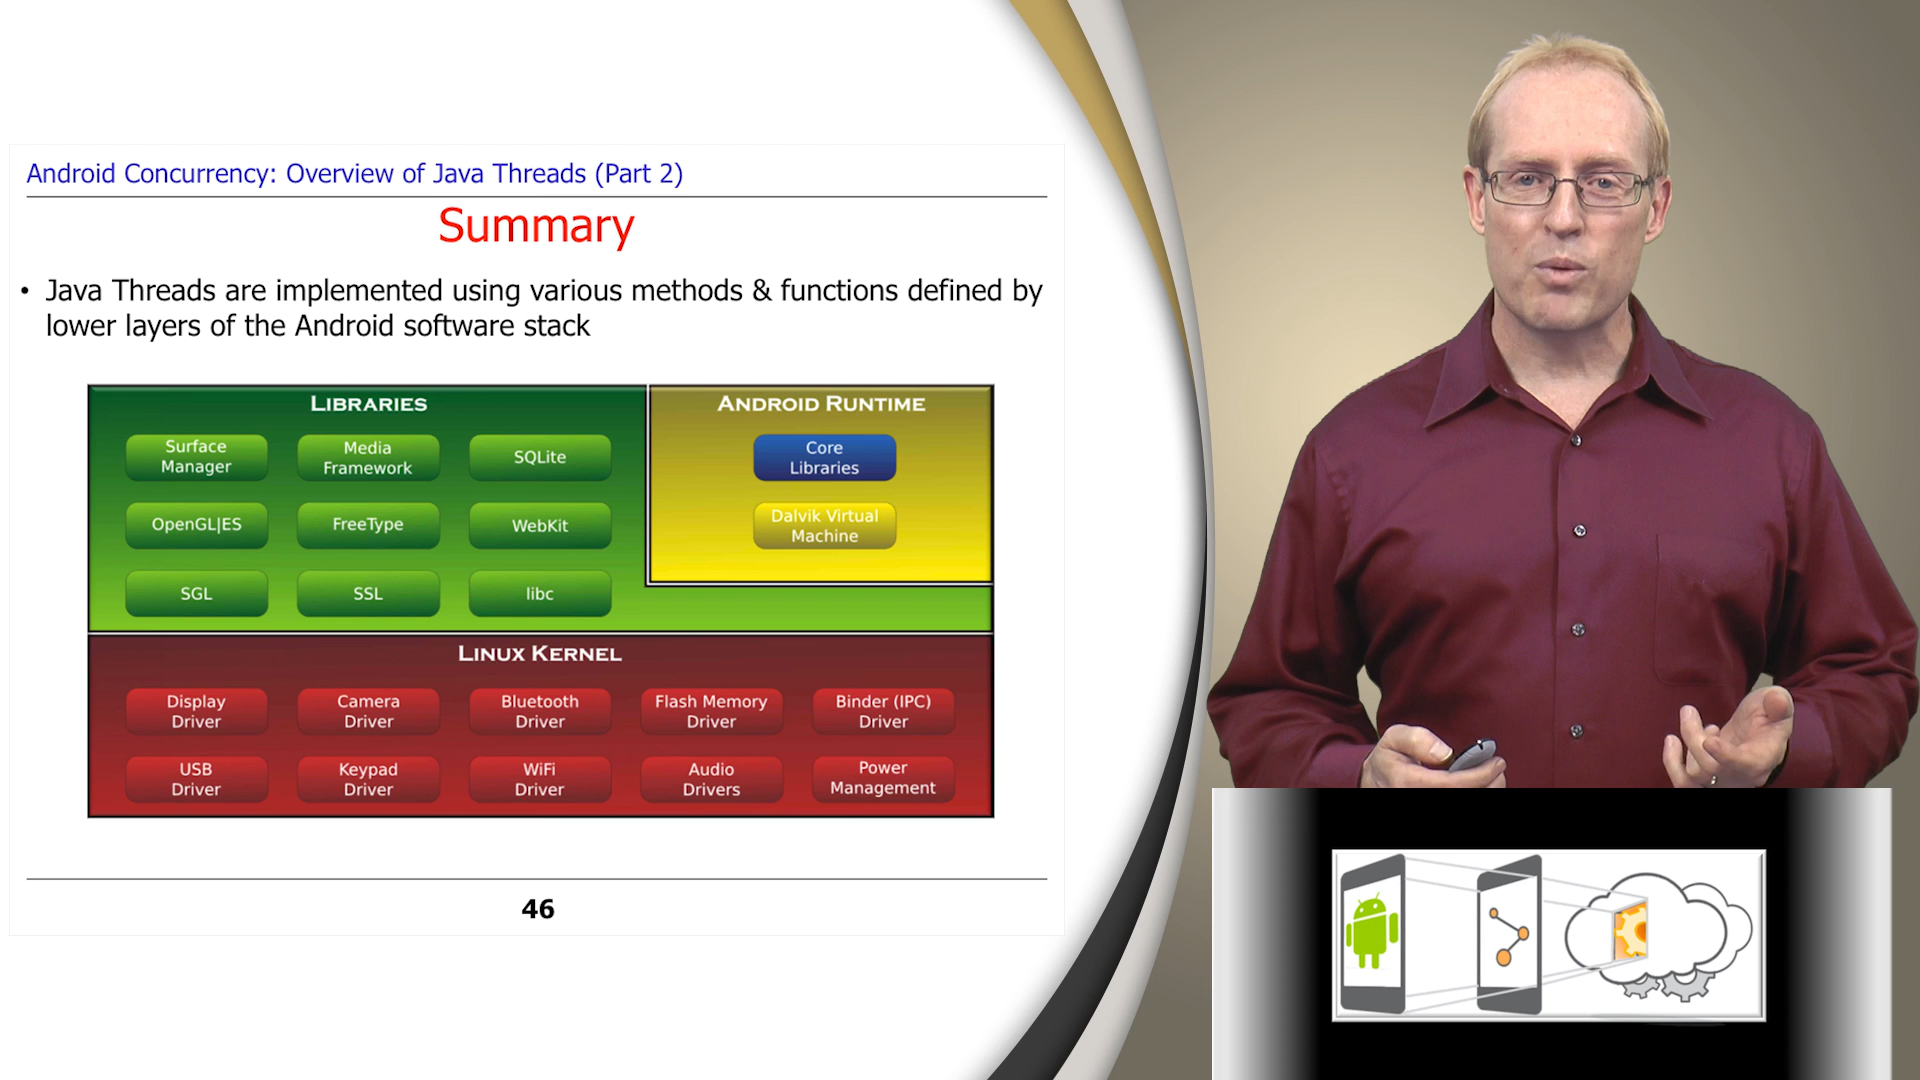 Android Concurrency: Overview of Java Threads (Part 2)
Summary
• Java Threads are implemented using various methods & functions defined by
lower layers of the Android software stack
LIBRARIES
Surface
Manager
Media
Framework
SQLite
OpenGL|ES
FreeType
WebKit
SGL
SSL
libc
ANDROID RUNTIME
Core
Libraries
Dalvik Virtual
Machine
LINUX KERNEL
Display
Driver
Camera
Driver
Bluetooth
Driver
Flash Memory
Driver
Binder (IPC)
Driver
USB
Driver
Keypad
Driver
WiFi
Driver
Audio
Drivers
Power
Management
46